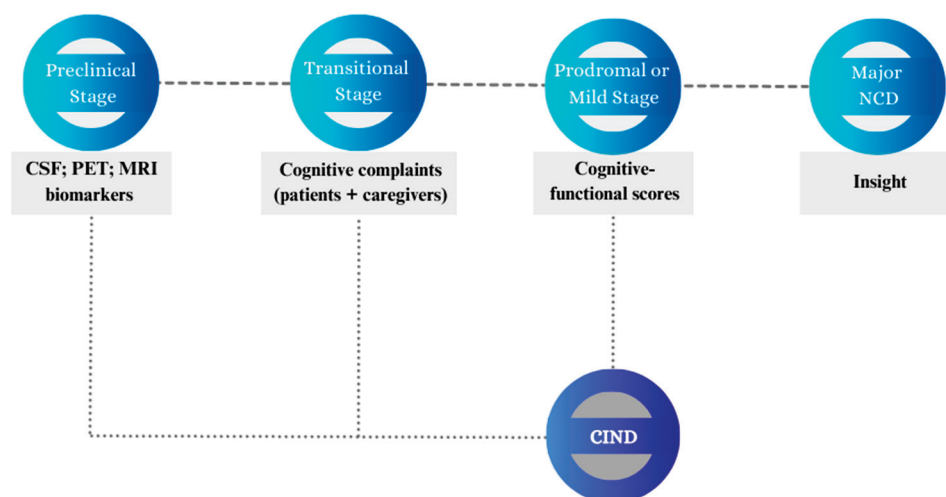 Preclinical
Stage
Transitional
Stage
Prodromal or
Mild Stage
Major
NCD
CSF; PET; MRI
biomarkers
Cognitive complaints
(patients + caregivers)
Cognitive-
functional scores
Insight
CIND